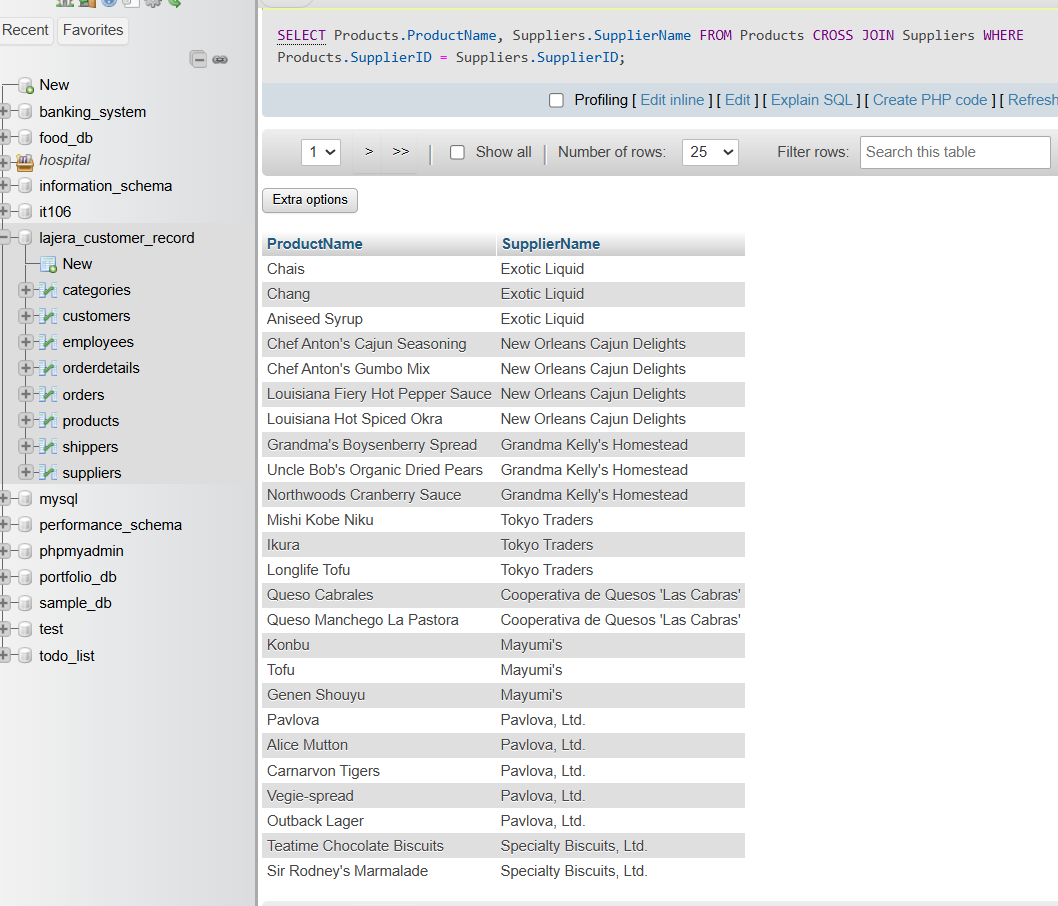 Recent Favorites
New
banking_system
food_db
hospital
information_schema
it106
lajera_customer_record
New
categories
customers
employees
orderdetails
orders
products
shippers
suppliers
mysql
performance_schema
phpmyadmin
portfolio_db
sample_db
test
todo_list
SELECT Products.ProductName, Suppliers.SupplierName FROM Products CROSS JOIN Suppliers WHERE
Products.SupplierID = Suppliers.SupplierID;
Profiling [ Edit inline ] [ Edit ] [ Explain SQL ] [ Create PHP code ] [ Refresh
1 > >> | Show all | Number of rows: 25 Filter rows: Search this table
Extra options
ProductName SupplierName
Chais Exotic Liquid
Chang Exotic Liquid
Aniseed Syrup Exotic Liquid
Chef Anton's Cajun Seasoning New Orleans Cajun Delights
Chef Anton's Gumbo Mix New Orleans Cajun Delights
Louisiana Fiery Hot Pepper Sauce New Orleans Cajun Delights
Louisiana Hot Spiced Okra New Orleans Cajun Delights
Grandma's Boysenberry Spread Grandma Kelly's Homestead
Uncle Bob's Organic Dried Pears Grandma Kelly's Homestead
Northwoods Cranberry Sauce Grandma Kelly's Homestead
Mishi Kobe Niku Tokyo Traders
Ikura Tokyo Traders
Longlife Tofu Tokyo Traders
Queso Cabrales Cooperativa de Quesos 'Las Cabras'
Queso Manchego La Pastora Cooperativa de Quesos 'Las Cabras'
Konbu Mayumi's
Tofu Mayumi's
Genen Shouyu Mayumi's
Pavlova Pavlova, Ltd.
Alice Mutton Pavlova, Ltd.
Carnarvon Tigers Pavlova, Ltd.
Vegie-spread Pavlova, Ltd.
Outback Lager Pavlova, Ltd.
Teatime Chocolate Biscuits Specialty Biscuits, Ltd.
Sir Rodney's Marmalade Specialty Biscuits, Ltd.